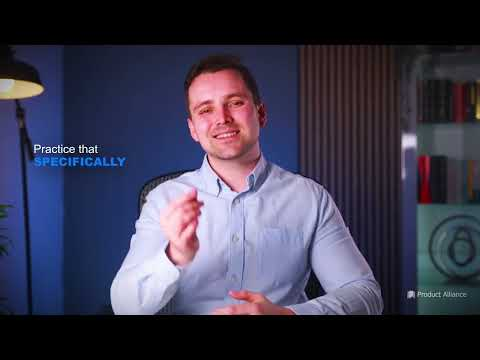 Practice that
SPECIFICALLY
Product Alliance